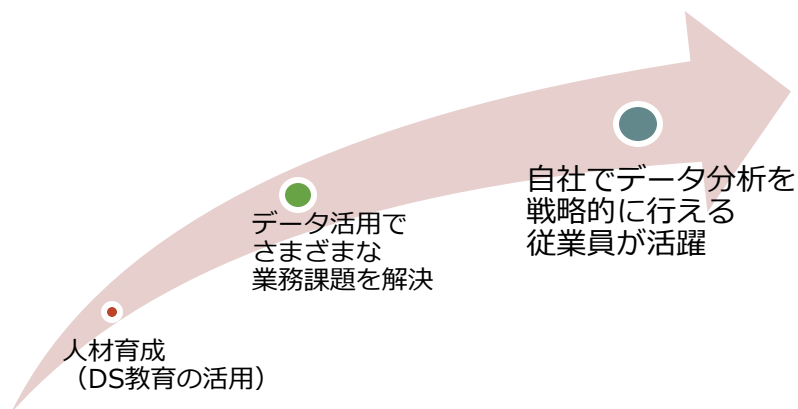 人材育成
（DS教育の活用）
データ活用で
さまざまな
業務課題を解決
自社でデータ分析を
戦略的に行える
従業員が活躍